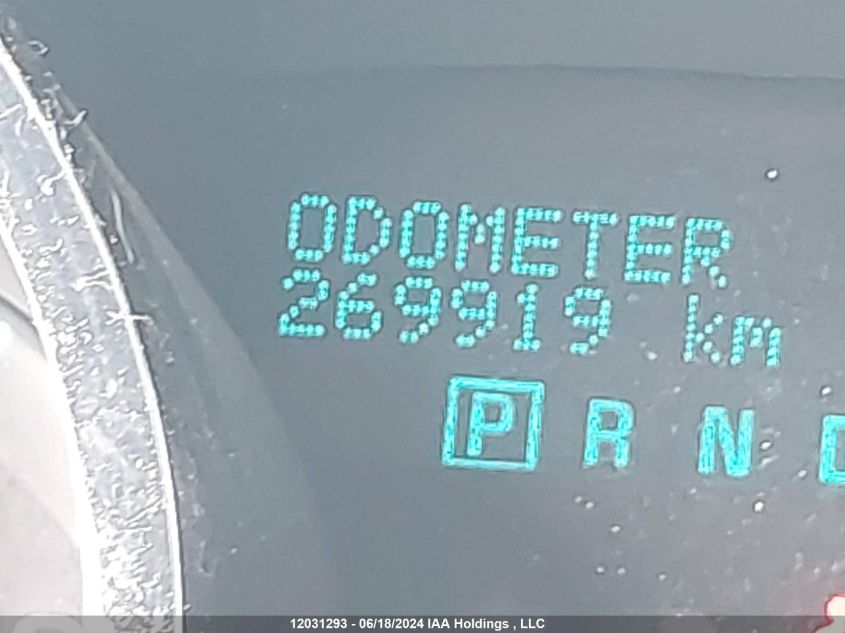 ODOMETER
269919 km
P R N
12031293 - 06/18/2024 IAA Holdings , LLC